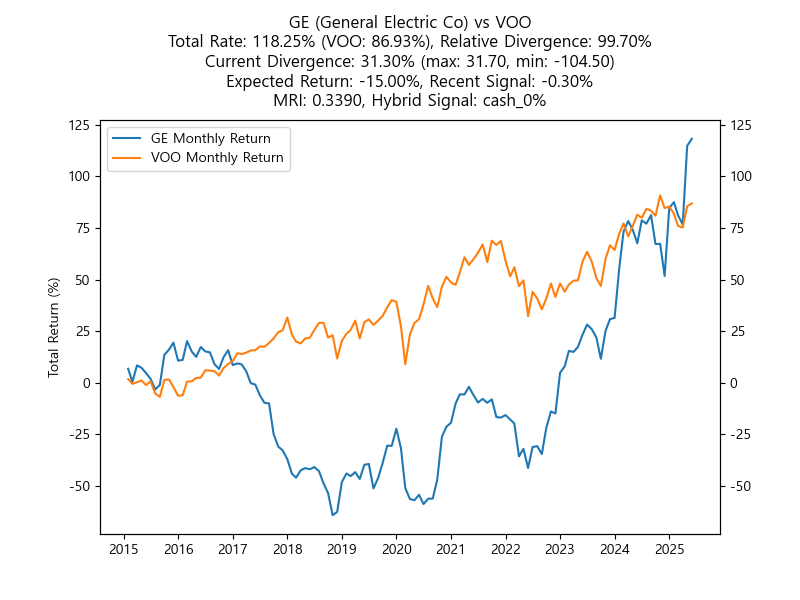 GE (General Electric Co) vs VOO
Total Rate: 118.25% (VOO: 86.93%), Relative Divergence: 99.70%
Current Divergence: 31.30% (max: 31.70, min: -104.50)
Expected Return: -15.00%, Recent Signal: -0.30%
MRI: 0.3390, Hybrid Signal: cash_0%
GE Monthly Return
VOO Monthly Return
Total Return (%)
125
100
75
50
25
0
-25
-50
125
100
75
50
25
0
-25
-50
2015 2016 2017 2018 2019 2020 2021 2022 2023 2024 2025